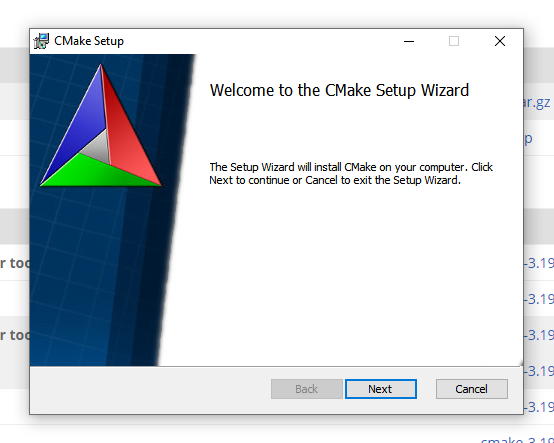 CMake Setup
Welcome to the CMake Setup Wizard
ar.gz
p
The Setup Wizard will install CMake on your computer. Click
Next to continue or Cancel to exit the Setup Wizard.
r too
-3.19
-3.19
r too
-3.19
-3.19
Back
Next
Cancel
-3.19
cmake-3.19